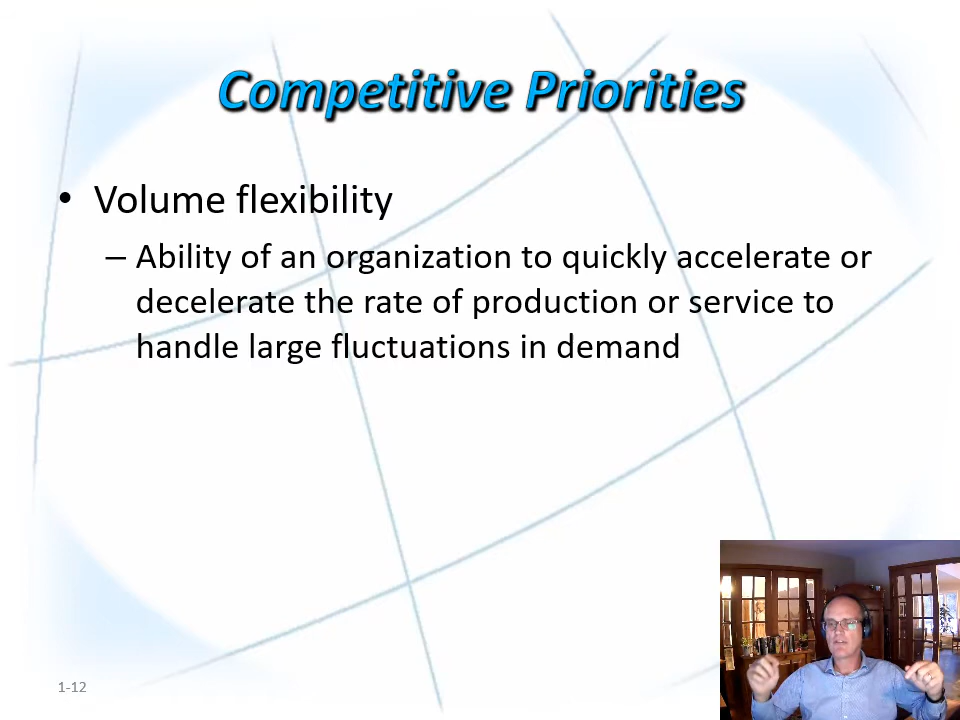 Competitive Priorities
• Volume flexibility
– Ability of an organization to quickly accelerate or
decelerate the rate of production or service to
handle large fluctuations in demand
1-12